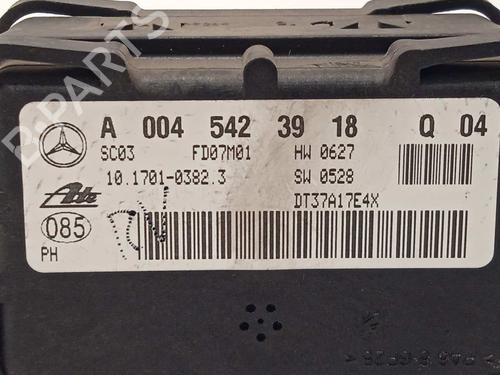 B-PARTS
A 004 542 39 18 Q 04
SC03 FD07M01 HW 0627
10.1701-0382.3 SW 0528
Ate DT37A17E4X
085
PH